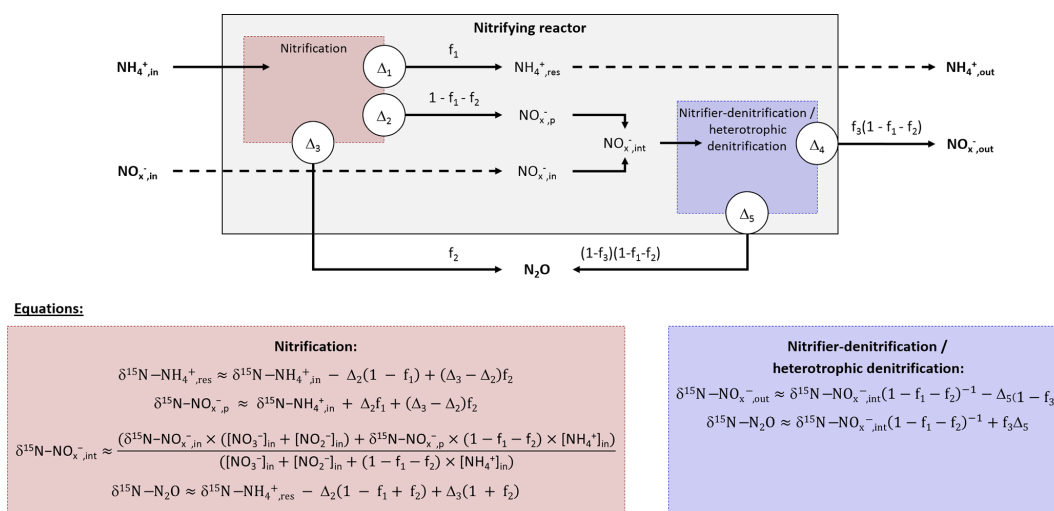 Nitrifying reactor
Nitrification
f₁
NH₄⁺,in
Δ₁
NH₄⁺,res
NH₄⁺,out
1 - f₁ - f₂
Δ₂
NOₓ⁻,p
Nitrifier-denitrification /
heterotrophic
denitrification
f₃(1 - f₁ - f₂)
Δ₃
NOₓ⁻,int
Δ₄
NOₓ⁻,out
NOₓ⁻,in
NOₓ⁻,in
Δ₅
f₂
(1-f₃)(1-f₁-f₂)
N₂O
Equations:
Nitrification:
δ¹⁵N−NH₄⁺,res ≈ δ¹⁵N−NH₄⁺,in − Δ₂(1 − f₁) + (Δ₃ − Δ₂)f₂
δ¹⁵N−NOₓ⁻,p ≈ δ¹⁵N−NH₄⁺,in + Δ₂f₁ + (Δ₃ − Δ₂)f₂
δ¹⁵N−NOₓ⁻,int ≈ (δ¹⁵N−NOₓ⁻,in × ([NO₃⁻]in + [NO₂⁻]in) + δ¹⁵N−NOₓ⁻,p × (1 − f₁ − f₂) × [NH₄⁺]in)
([NO₃⁻]in + [NO₂⁻]in + (1 − f₁ − f₂) × [NH₄⁺]in)
δ¹⁵N−N₂O ≈ δ¹⁵N−NH₄⁺,res − Δ₂(1 − f₁ + f₂) + Δ₃(1 + f₂)
Nitrifier-denitrification /
heterotrophic denitrification:
δ¹⁵N−NOₓ⁻,out ≈ δ¹⁵N−NOₓ⁻,int(1 − f₁ − f₂)⁻¹ − Δ₅(1 − f₃
δ¹⁵N−N2O ≈ δ¹⁵N−NOₓ⁻,int(1 − f₁ − f₂)⁻¹ + f₃Δ₅